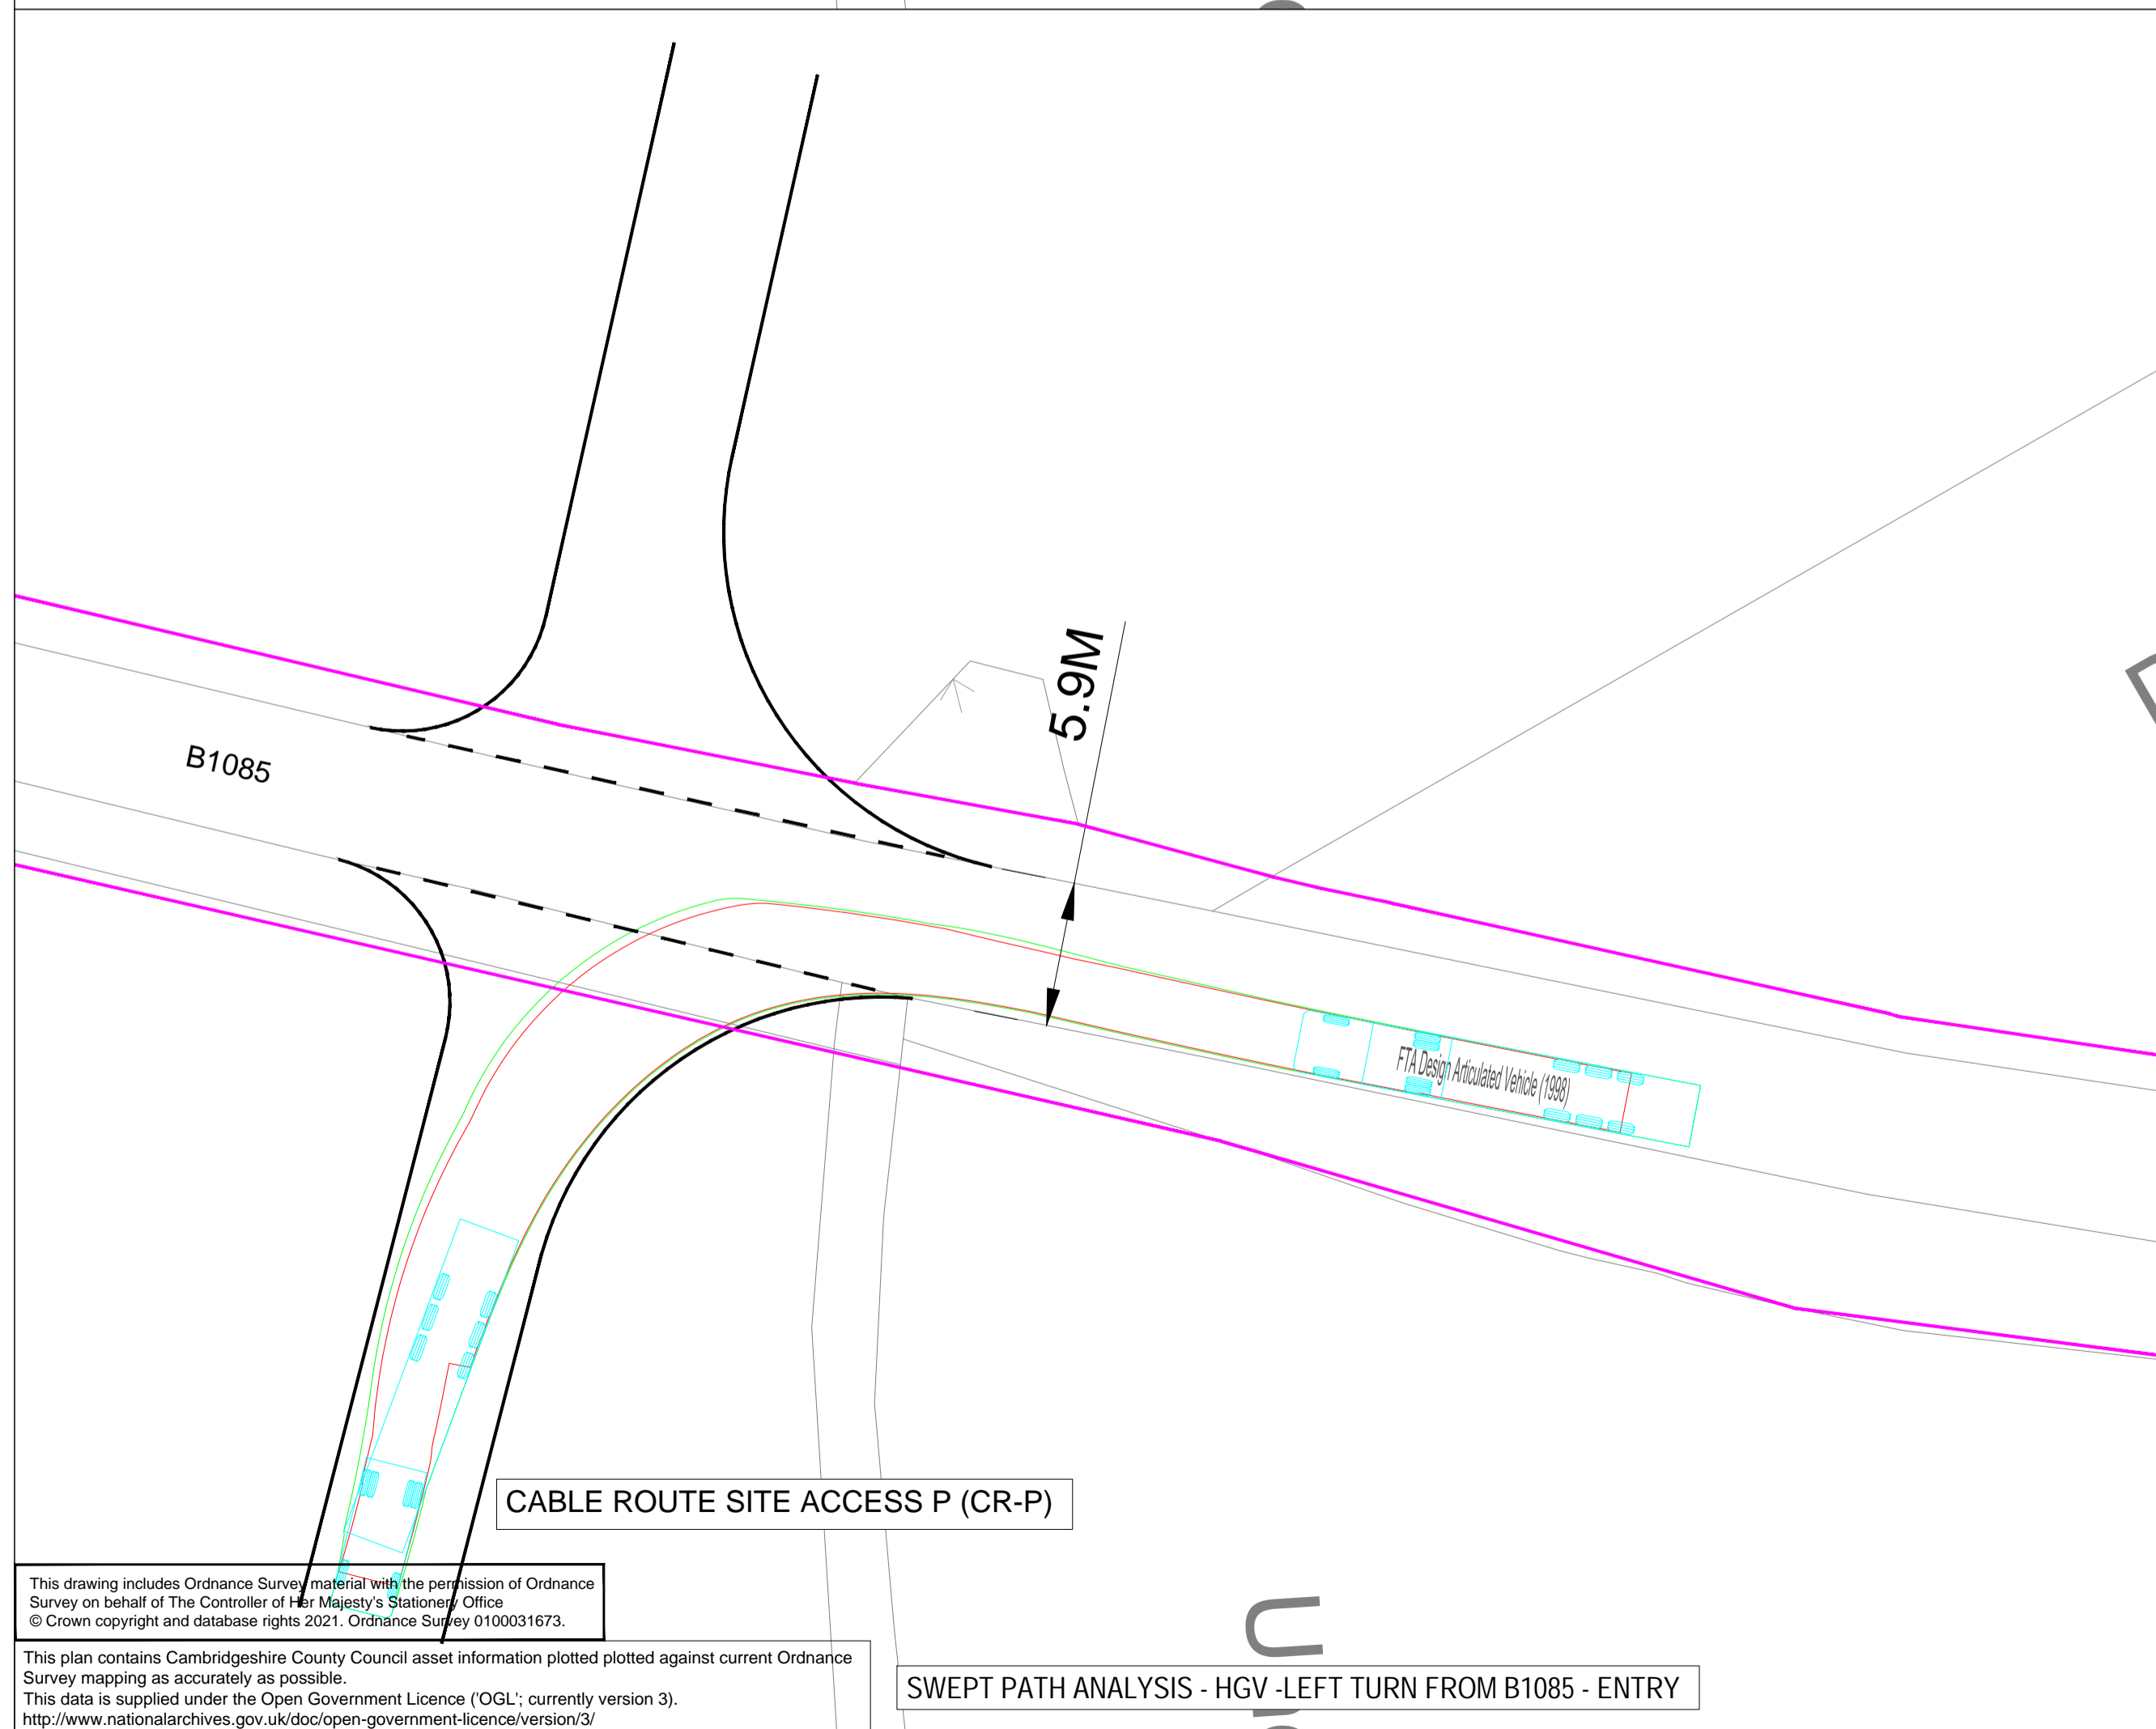 5.9M
B1085
FTA Design Articulated Vehicle (1998)
CABLE ROUTE SITE ACCESS P (CR-P)
This drawing includes Ordnance Survey material with the permission of Ordnance
Survey on behalf of The Controller of Her Majesty's Stationery Office
© Crown copyright and database rights 2021. Ordnance Survey 0100031673.
This plan contains Cambridgeshire County Council asset information plotted plotted against current Ordnance
Survey mapping as accurately as possible.
This data is supplied under the Open Government Licence ('OGL'; currently version 3).
http://www.nationalarchives.gov.uk/doc/open-government-licence/version/3/
SWEPT PATH ANALYSIS - HGV -LEFT TURN FROM B1085 - ENTRY